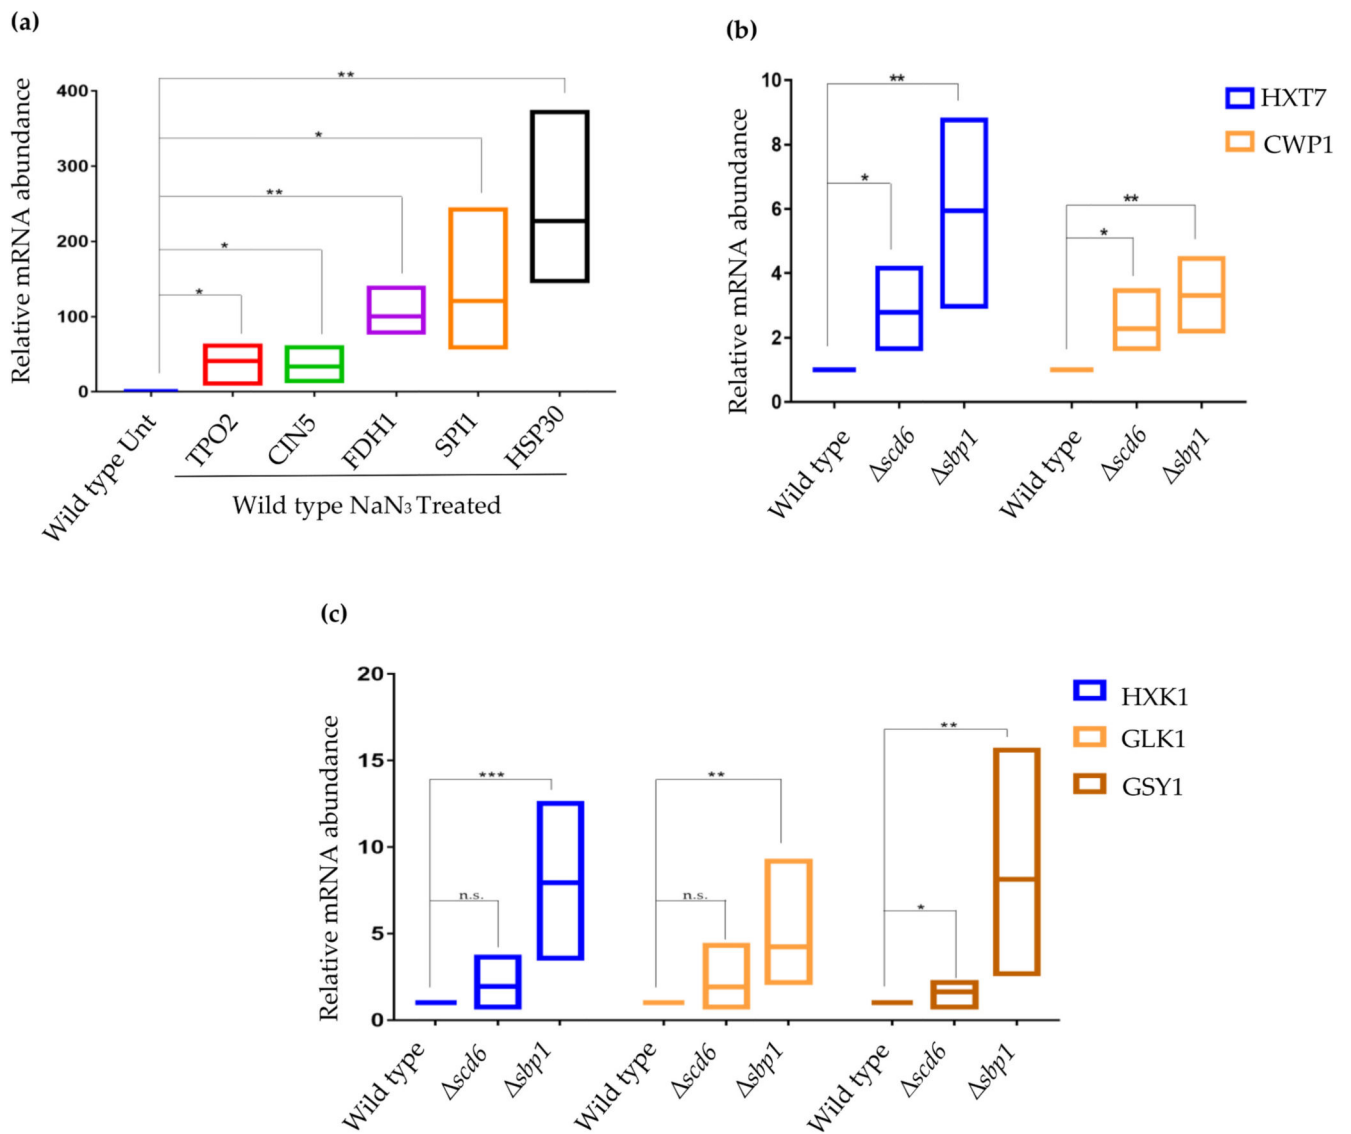 (a)
Relative mRNA abundance
400
300
200
100
0
**
*
**
*
*
Wild type Unt
TPO2
CIN5
FDH1
SPI1
HSP30
Wild type NaN₃ Treated
(b)
Relative mRNA abundance
10
8
6
4
2
0
**
*
**
*
HXT7
CWP1
Wild type
Δscd6
Δsbp1
Wild type
Δscd6
Δsbp1
(c)
Relative mRNA abundance
20
15
10
5
0
***
n.s.
**
n.s.
**
*
HXK1
GLK1
GSY1
Wild type
Δscd6
Δsbp1
Wild type
Δscd6
Δsbp1
Wild type
Δscd6
Δsbp1